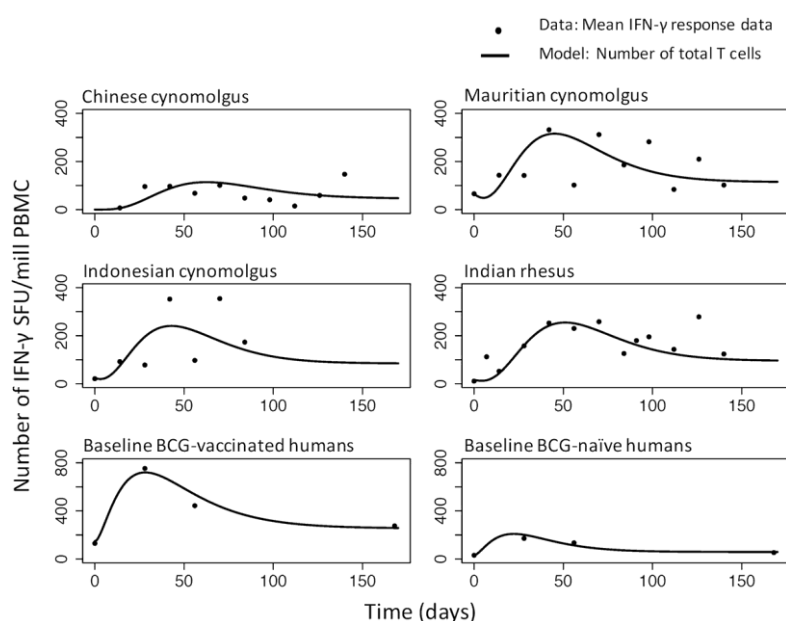 Data: Mean IFN-γ response data
Model: Number of total T cells
Number of IFN-γ SFU/mill PBMC
Chinese cynomolgus
400
200
0
0 50 100 150
Mauritian cynomolgus
400
200
0
0 50 100 150
Indonesian cynomolgus
400
200
0
0 50 100 150
Indian rhesus
400
200
0
0 50 100 150
Baseline BCG-vaccinated humans
800
400
0
0 50 100 150
Baseline BCG-naïve humans
800
400
0
0 50 100 150
Time (days)